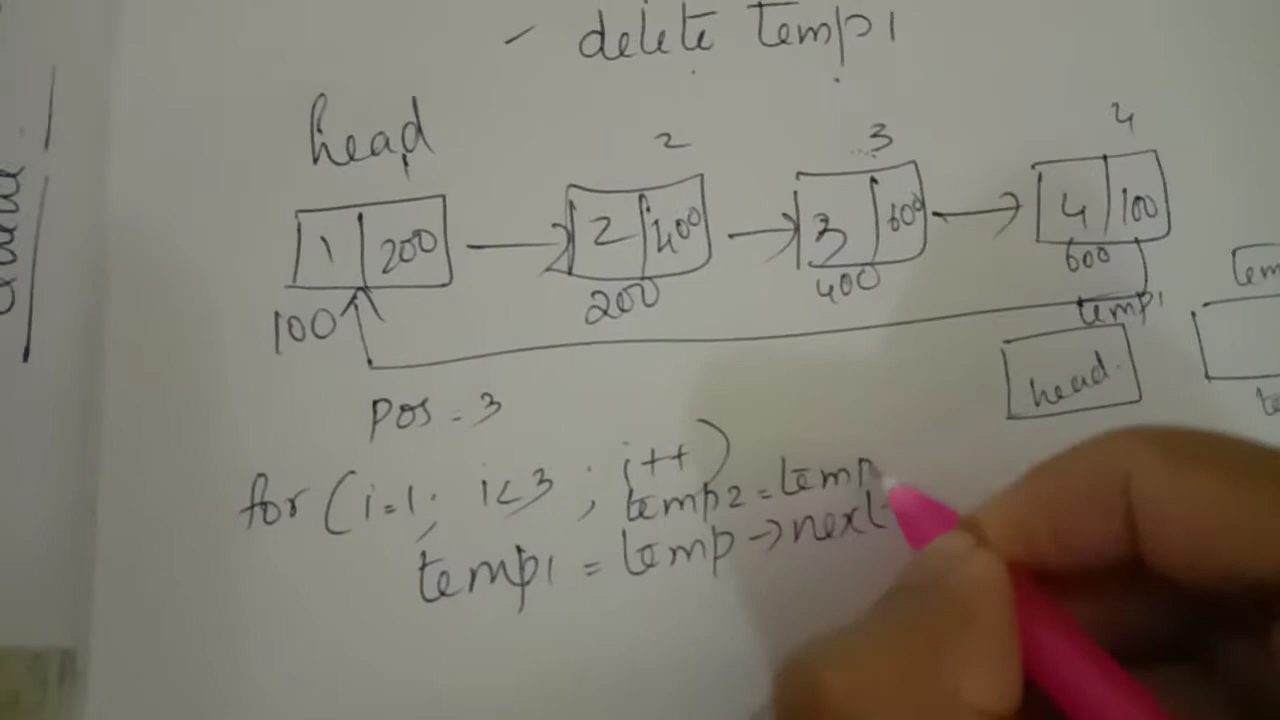 - delete temp1
head
2
3
4
1 200
2 400
3 600
4 100
100
200
400
600
temp1
head
pos = 3
for (i=1; i<3 ; i++)
temp2 = temp
temp1 = temp → next